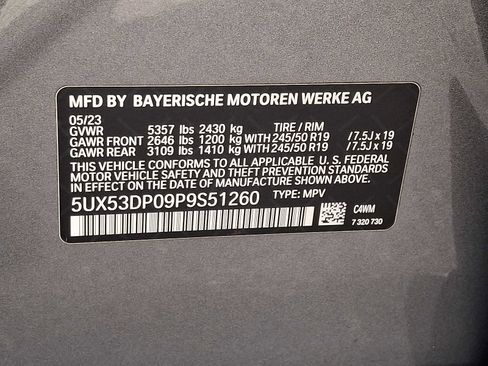 MFD BY BAYERISCHE MOTOREN WERKE AG
05/23
GVWR 5357 lbs 2430 kg TIRE / RIM
GAWR FRONT 2646 lbs 1200 kg WITH 245/50 R19 / 7.5J x 19
GAWR REAR 3109 lbs 1410 kg WITH 245/50 R19 / 7.5J x 19
THIS VEHICLE CONFORMS TO ALL APPLICABLE U. S. FEDERAL
MOTOR VEHICLE SAFETY AND THEFT PREVENTION STANDARDS
IN EFFECT ON THE DATE OF MANUFACTURE SHOWN ABOVE.
5UX53DP09P9S51260 TYPE: MPV
C4WM
7 320 730